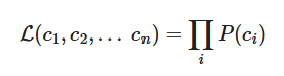 ℒ(c₁, c₂, … cₙ) = ∏ᵢ P(cᵢ)